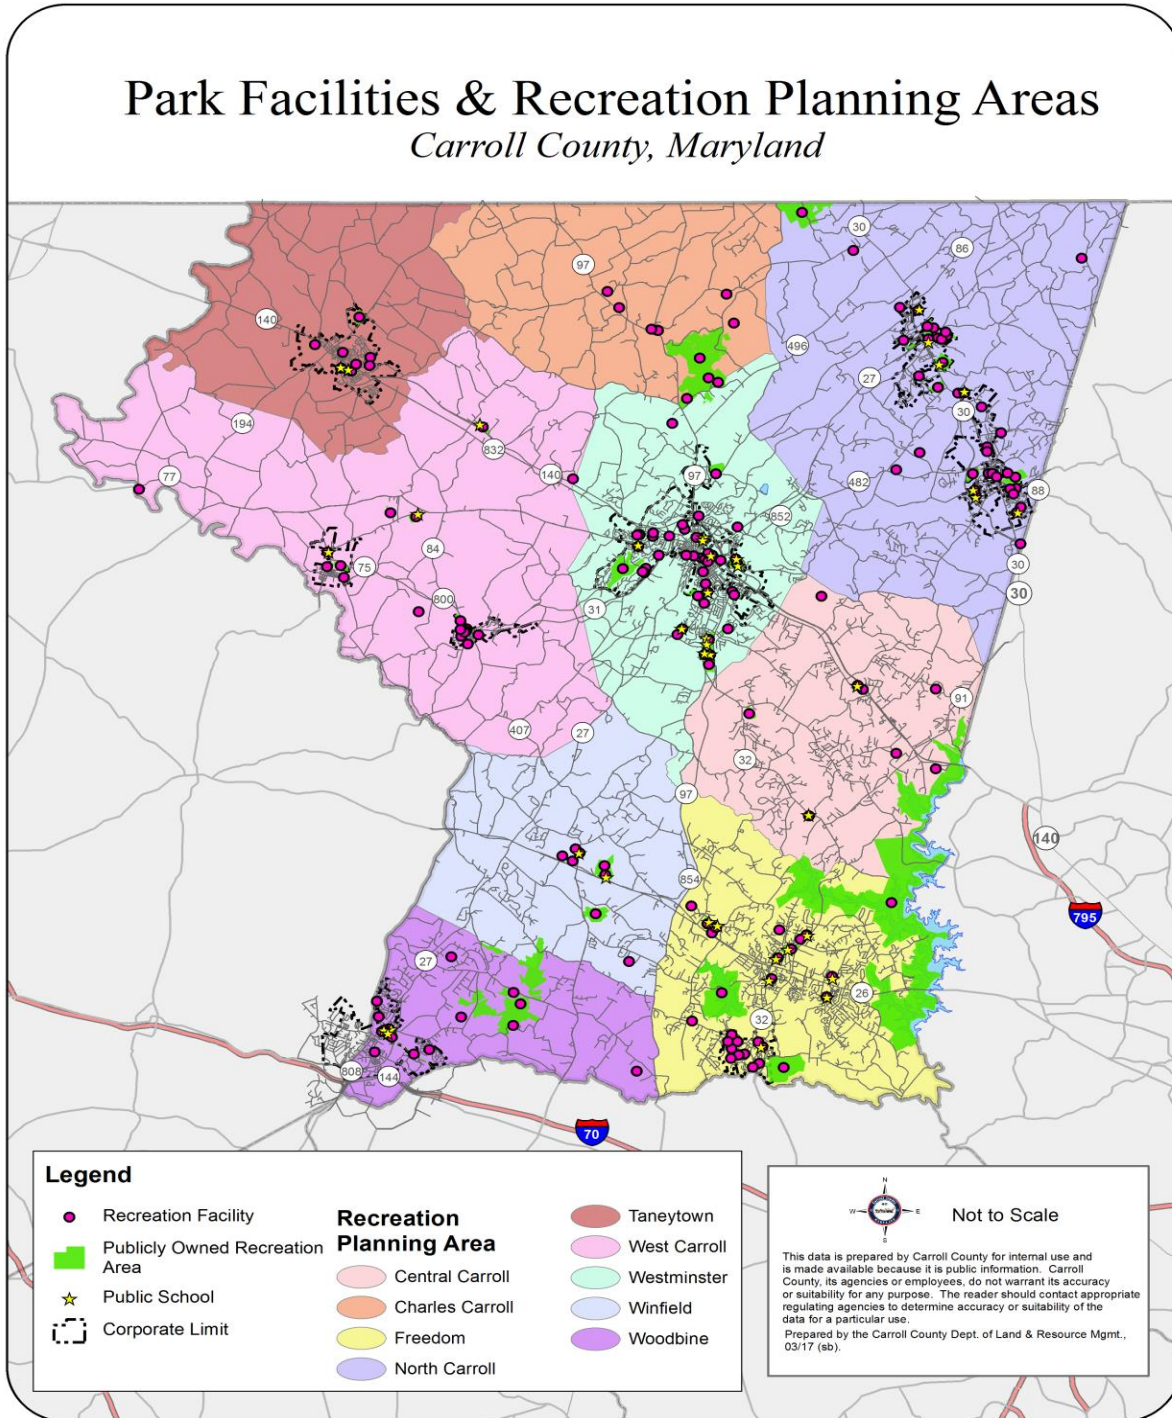 Park Facilities & Recreation Planning Areas
Carroll County, Maryland
30
86
97
140
496
27
30
194
832
77
140
97
482
88
852
84
75
30
800
30
31
91
407
27
32
97
140
854
795
27
26
32
808
144
70
Legend
Recreation Facility
Publicly Owned Recreation
Area
Public School
Corporate Limit
Recreation
Planning Area
Central Carroll
Charles Carroll
Freedom
North Carroll
Taneytown
West Carroll
Westminster
Winfield
Woodbine
N
W
E
S
Not to Scale
This data is prepared by Carroll County for internal use and
is made available because it is public information. Carroll
County, its agencies or employees, do not warrant its accuracy
or suitability for any purpose. The reader should contact appropriate
regulating agencies to determine accuracy or suitability of the
data for a particular use.
Prepared by the Carroll County Dept. of Land & Resource Mgmt.,
03/17 (sb).